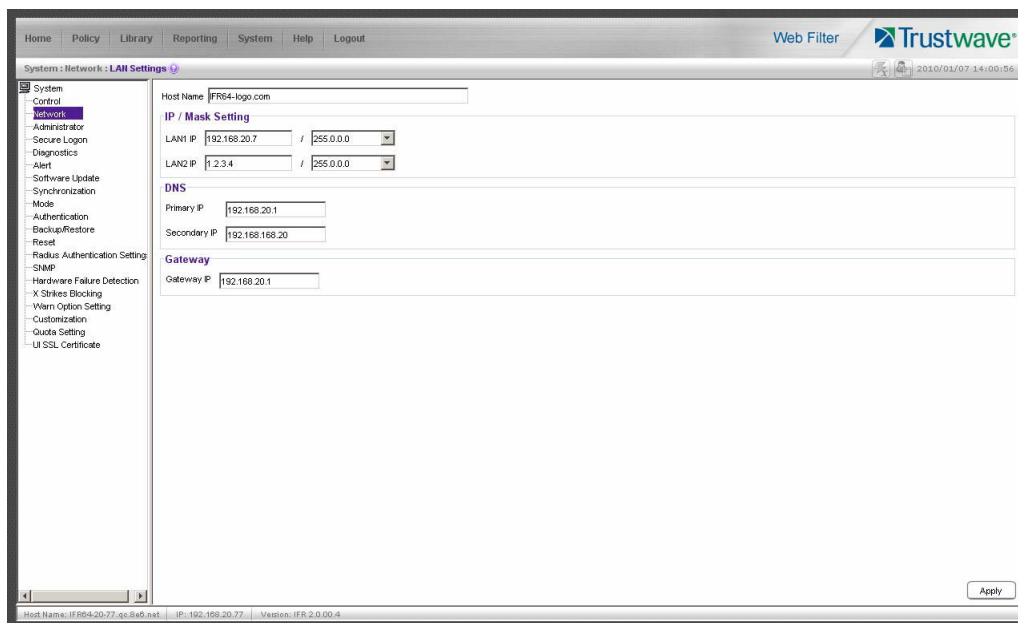 Home Policy Library Reporting System Help Logout
Web Filter
Trustwave®
System : Network : LAN Settings
2010/01/07 14:00:56
System
Control
Network
Administrator
Secure Logon
Diagnostics
Alert
Software Update
Synchronization
Mode
Authentication
Backup/Restore
Reset
Radius Authentication Setting
SNMP
Hardware Failure Detection
X Strikes Blocking
Warn Option Setting
Customization
Quota Setting
UI SSL Certificate
Host Name IFR64-logo.com
IP / Mask Setting
LAN1 IP 192.168.20.7 / 255.0.0.0
LAN2 IP 1.2.3.4 / 255.0.0.0
DNS
Primary IP 192.168.20.1
Secondary IP 192.168.168.20
Gateway
Gateway IP 192.168.20.1
Apply
Host Name: IFR64-20-77.qc.8e6.net IP: 192.168.20.77 Version: IFR 2.0.00.4